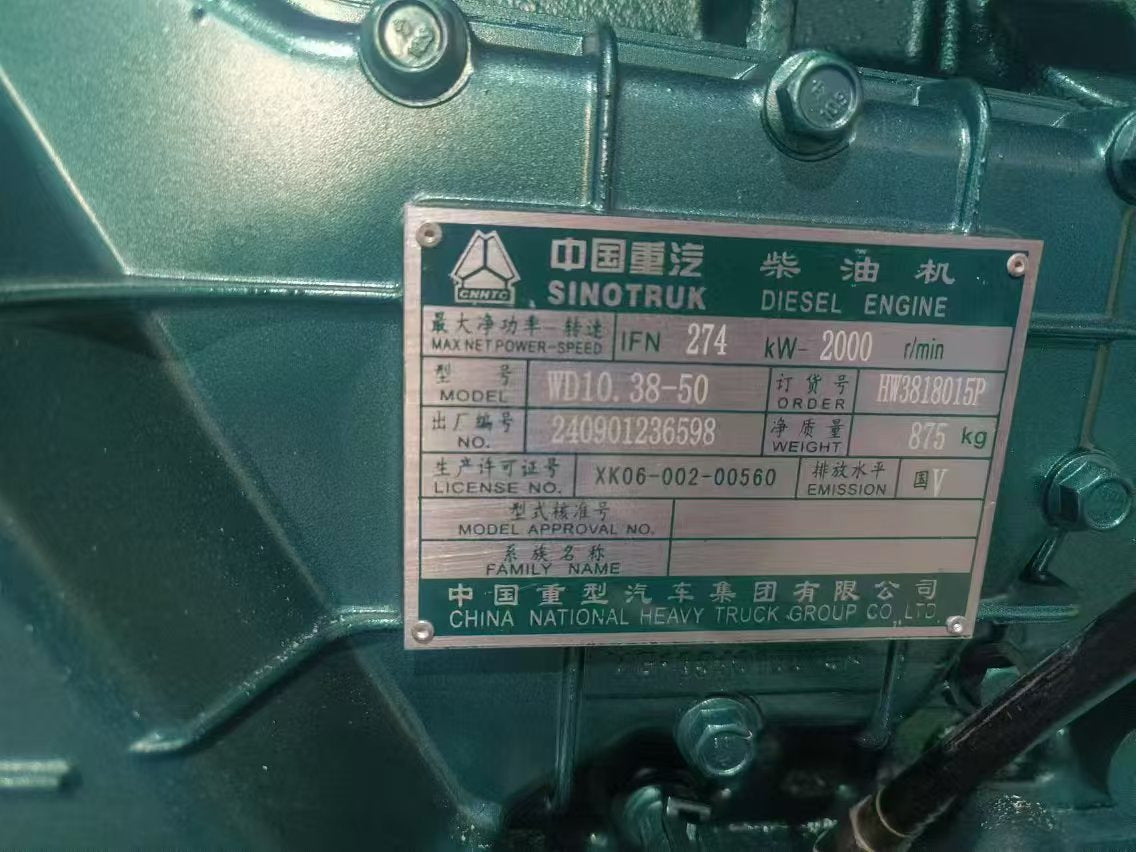 CNHTC
中国重汽 柴油机
SINOTRUK DIESEL ENGINE
最大净功率-转速 IFN 274 kW- 2000 r/min
MAX NET POWER-SPEED
型号 WD10.38-50 订货号 HW3818015P
MODEL ORDER
出厂编号 240901236598 净质量 875 kg
NO. WEIGHT
生产许可证号 XK06-002-00560 排放水平 国V
LICENSE NO. EMISSION
型式核准号
MODEL APPROVAL NO.
系族名称
FAMILY NAME
中国重型汽车集团有限公司
CHINA NATIONAL HEAVY TRUCK GROUP CO.,LTD.